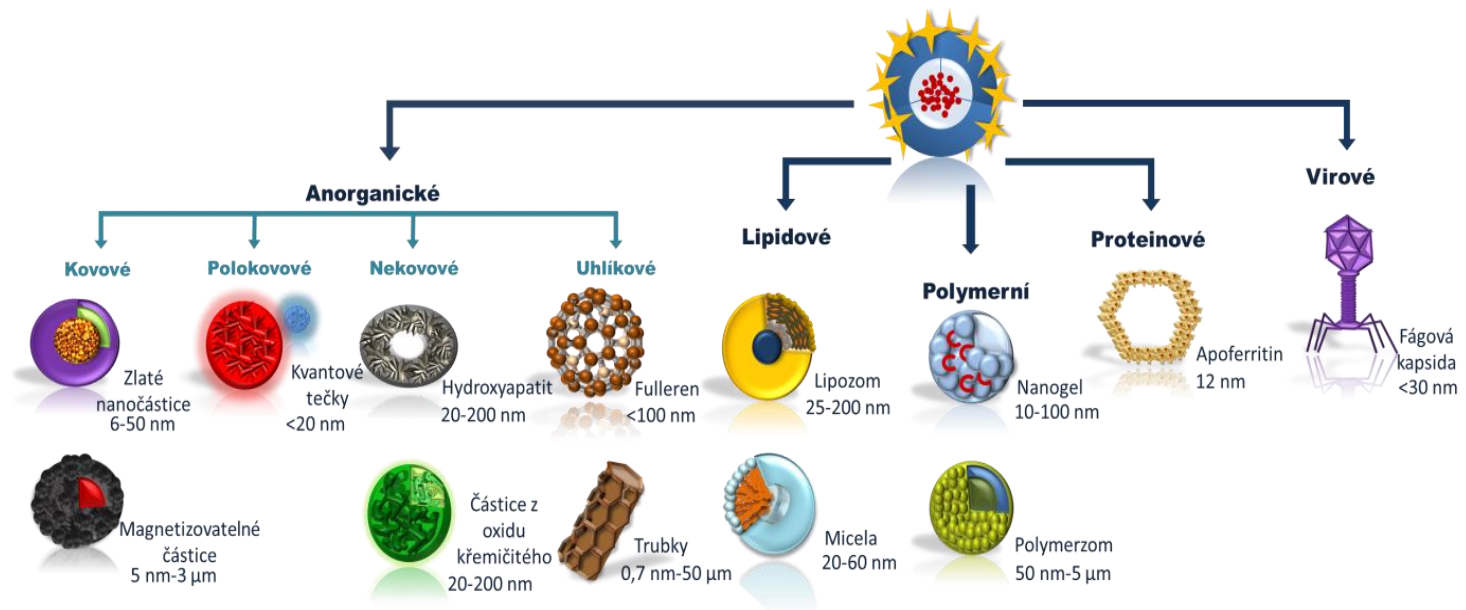 Anorganické
Kovové
Polokovové
Nekovové
Uhlíkové
Lipidové
Polymerní
Proteinové
Virové
Zlaté
nanočástice
6-50 nm
Kvantové
tečky
<20 nm
Hydroxyapatit
20-200 nm
Fulleren
<100 nm
Lipozom
25-200 nm
Nanogel
10-100 nm
Apoferritin
12 nm
Fágová
kapsida
<30 nm
Magnetizovatelné
částice
5 nm-3 µm
Částice z
oxidu
křemičitého
20-200 nm
Trubky
0,7 nm-50 µm
Micela
20-60 nm
Polymerzom
50 nm-5 µm